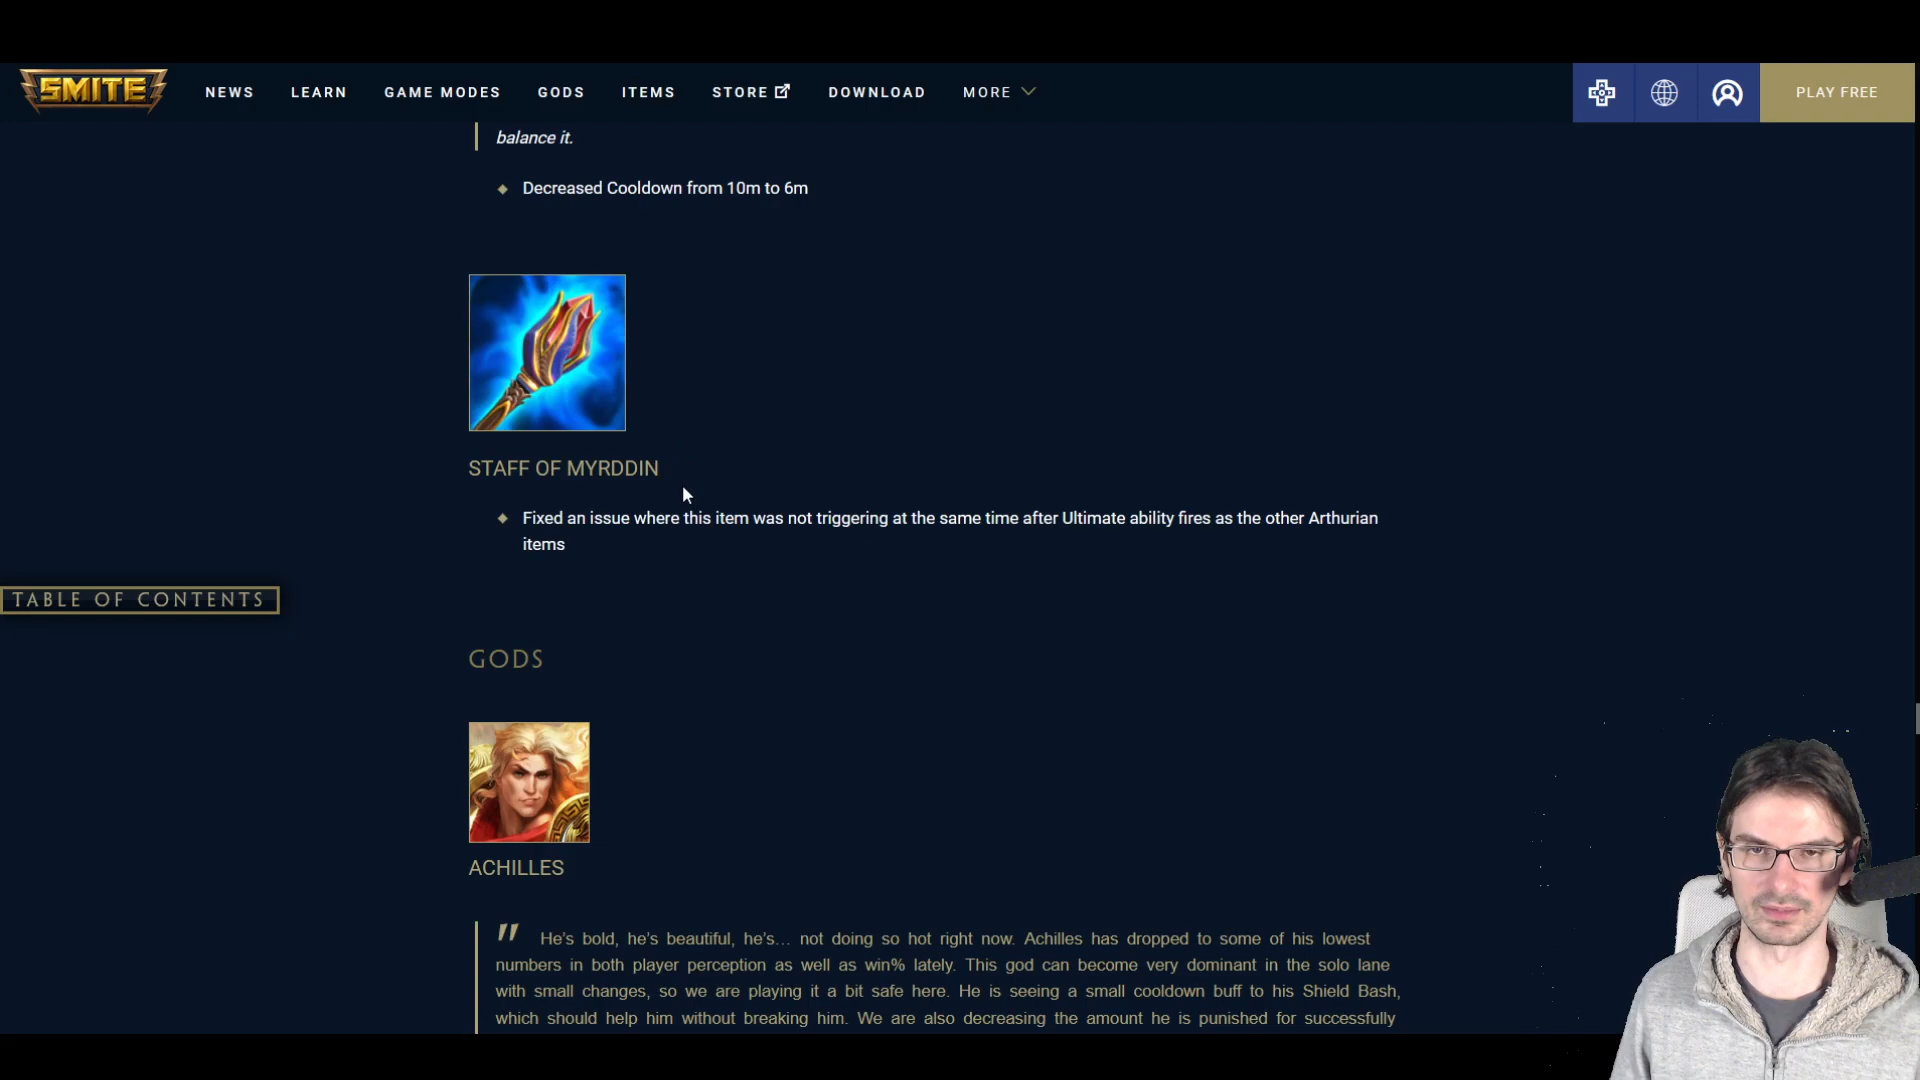 SMITE
NEWS LEARN GAME MODES GODS ITEMS STORE DOWNLOAD MORE PLAY FREE
balance it.
Decreased Cooldown from 10m to 6m
STAFF OF MYRDDIN
Fixed an issue where this item was not triggering at the same time after Ultimate ability fires as the other Arthurian
items
TABLE OF CONTENTS
GODS
ACHILLES
" He's bold, he's beautiful, he's… not doing so hot right now. Achilles has dropped to some of his lowest
numbers in both player perception as well as win% lately. This god can become very dominant in the solo lane
with small changes, so we are playing it a bit safe here. He is seeing a small cooldown buff to his Shield Bash,
which should help him without breaking him. We are also decreasing the amount he is punished for successfully